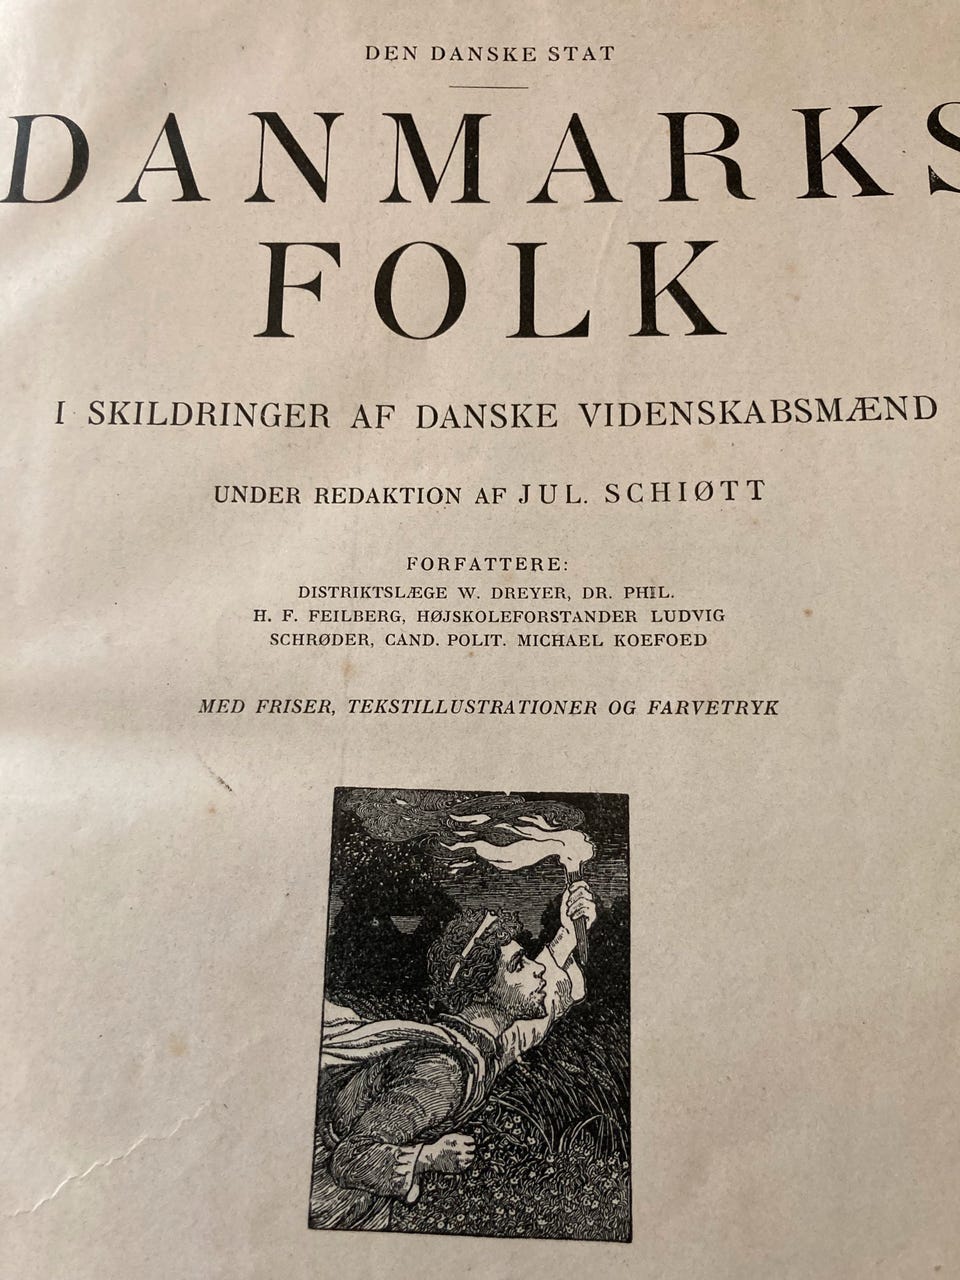 DEN DANSKE STAT
DANMARKS
FOLK
I SKILDRINGER AF DANSKE VIDENSKABSMÆND
UNDER REDAKTION AF JUL. SCHIØTT
FORFATTERE:
DISTRIKTSLÆGE W. DREYER, DR. PHIL.
H. F. FEILBERG, HØJSKOLEFORSTANDER LUDVIG
SCHRØDER, CAND. POLIT. MICHAEL KOEFOED
MED FRISER, TEKSTILLUSTRATIONER OG FARVETRYK